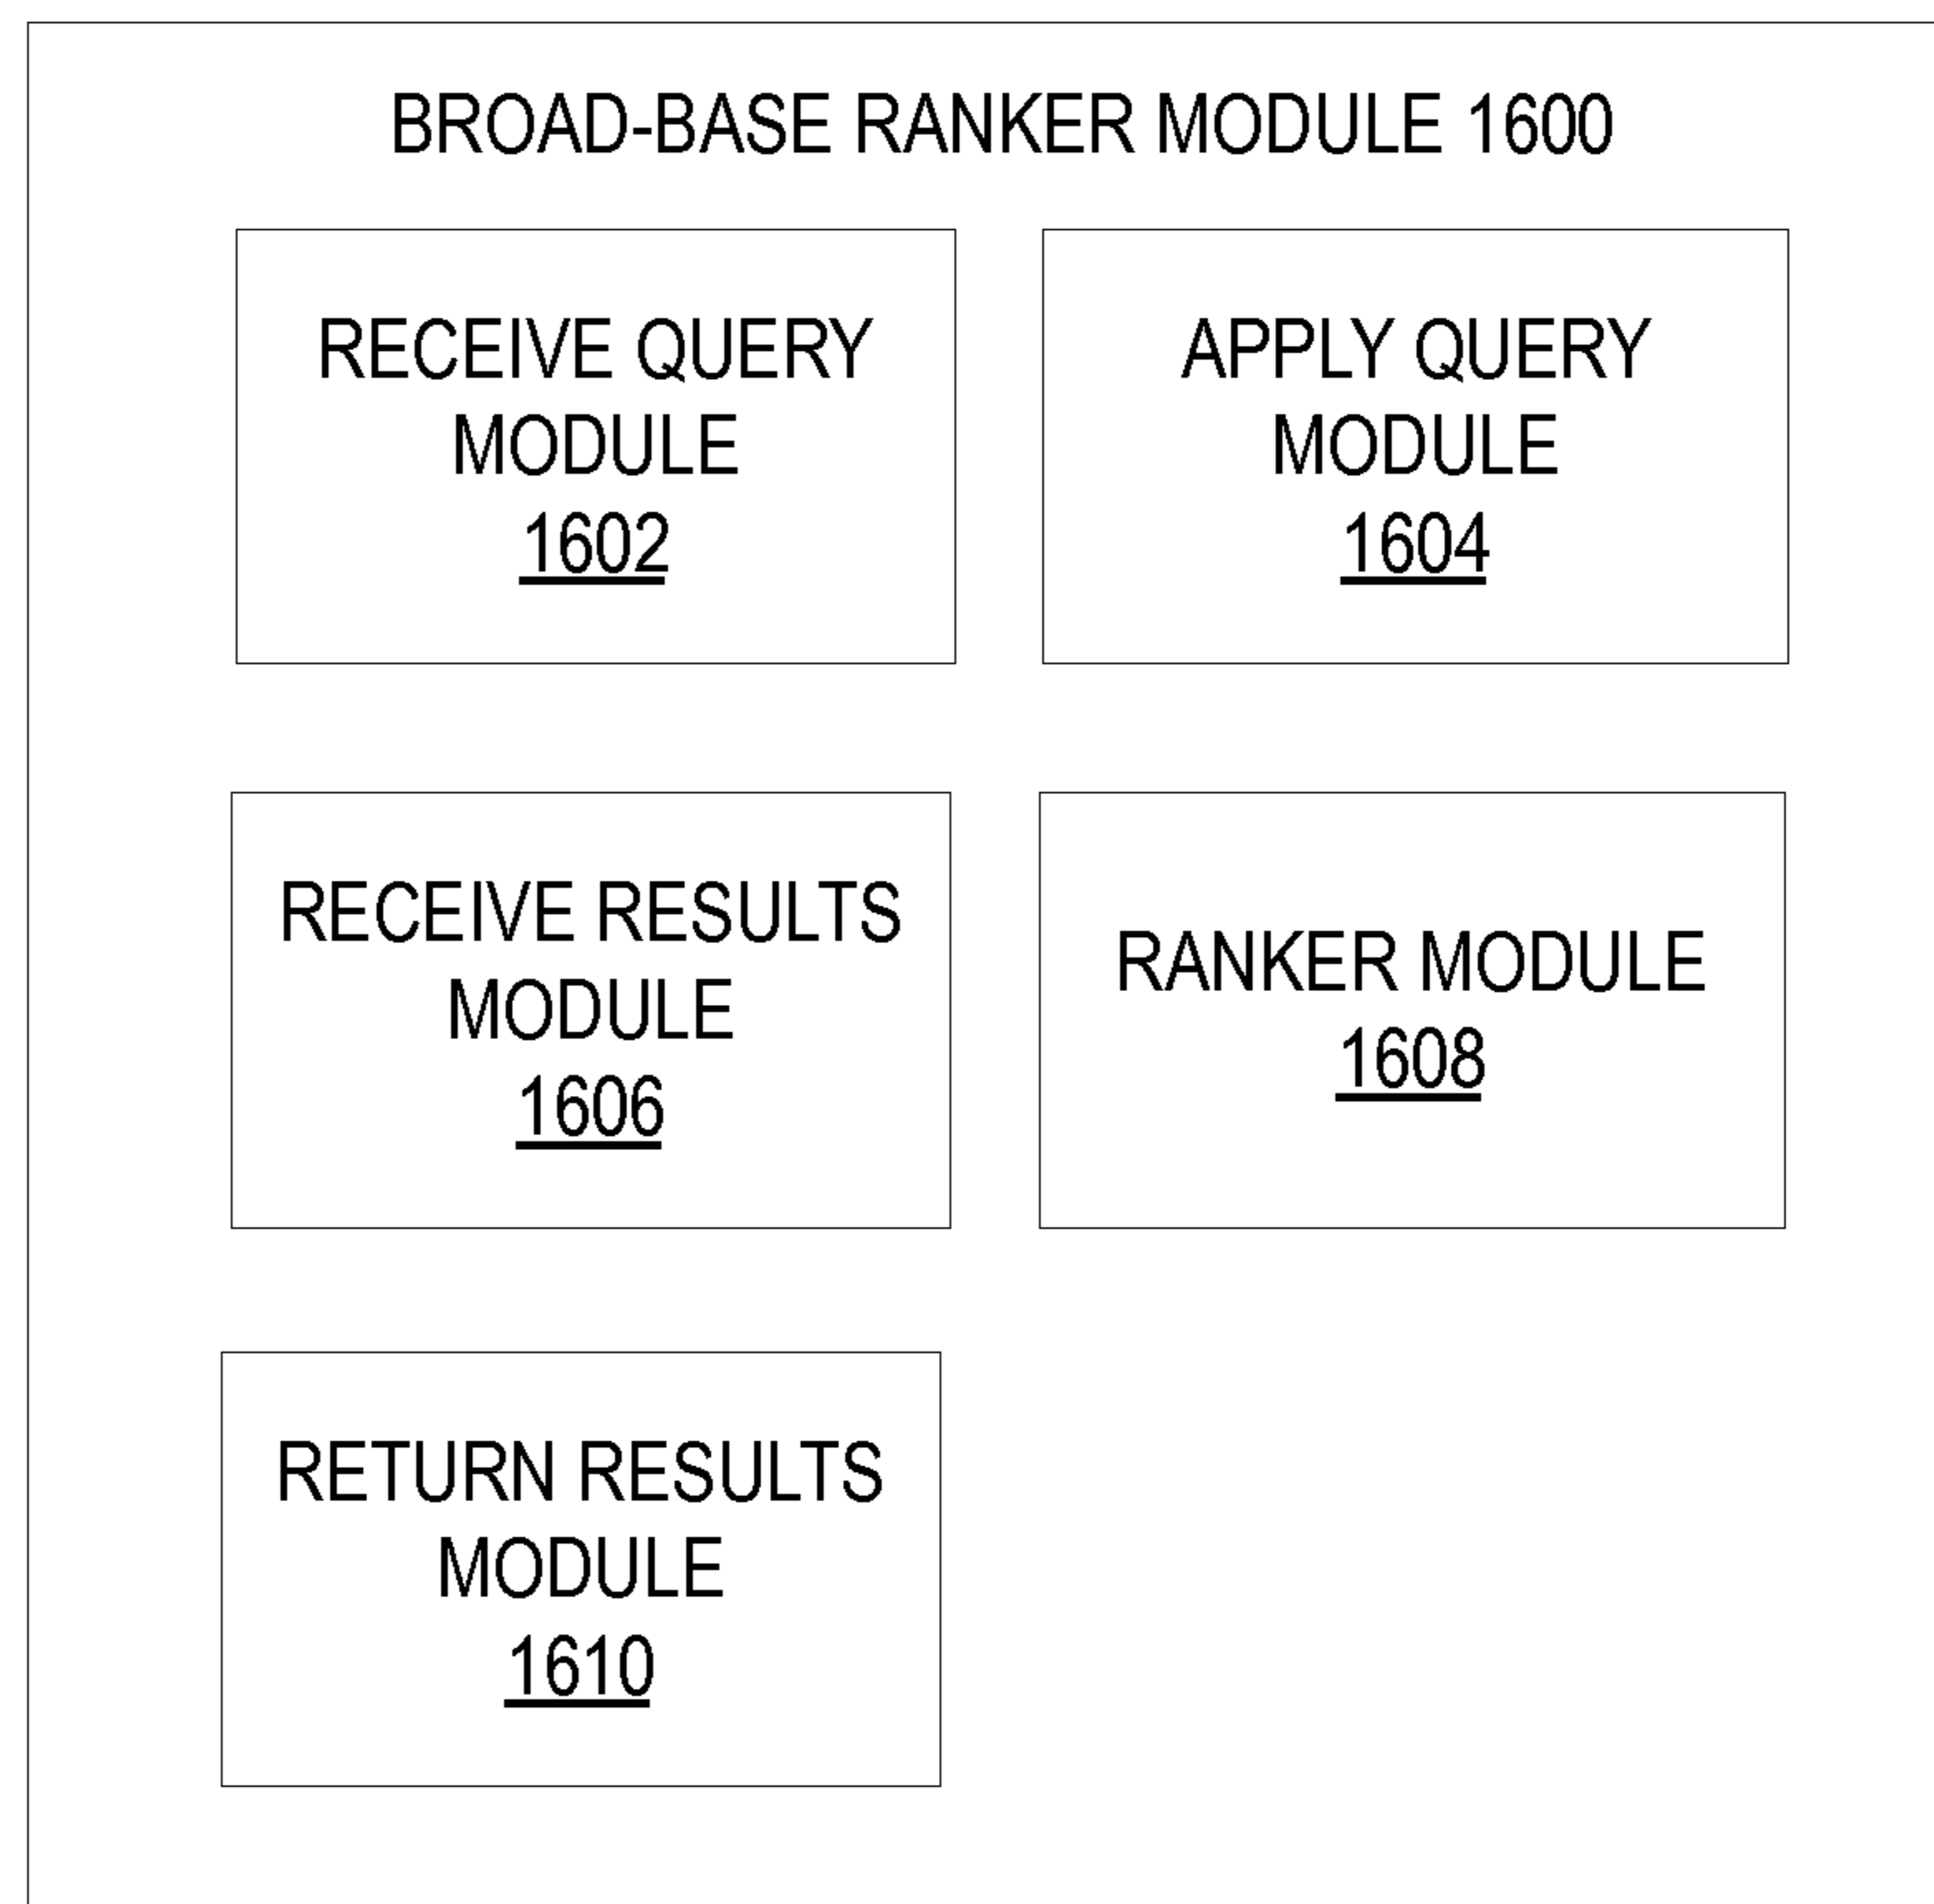 BROAD-BASE RANKER MODULE 1600
RECEIVE QUERY
MODULE
1602
APPLY QUERY
MODULE
1604
RECEIVE RESULTS
MODULE
1606
RANKER MODULE
1608
RETURN RESULTS
MODULE
1610